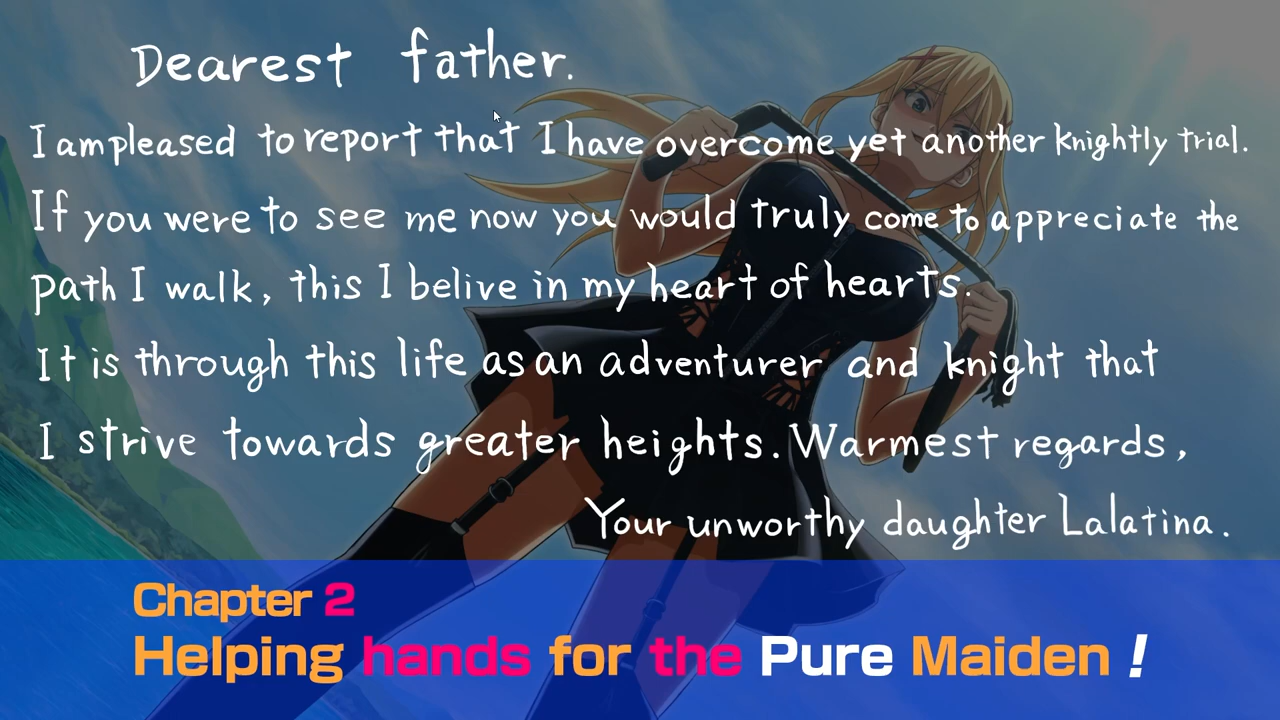 Dearest father.
I am pleased to report that I have overcome yet another knightly trial.
If you were to see me now you would truly come to appreciate the
path I walk, this I belive in my heart of hearts.
It is through this life as an adventurer and knight that
I strive towards greater heights. Warmest regards,
Your unworthy daughter Lalatina.
Chapter 2
Helping hands for the Pure Maiden!